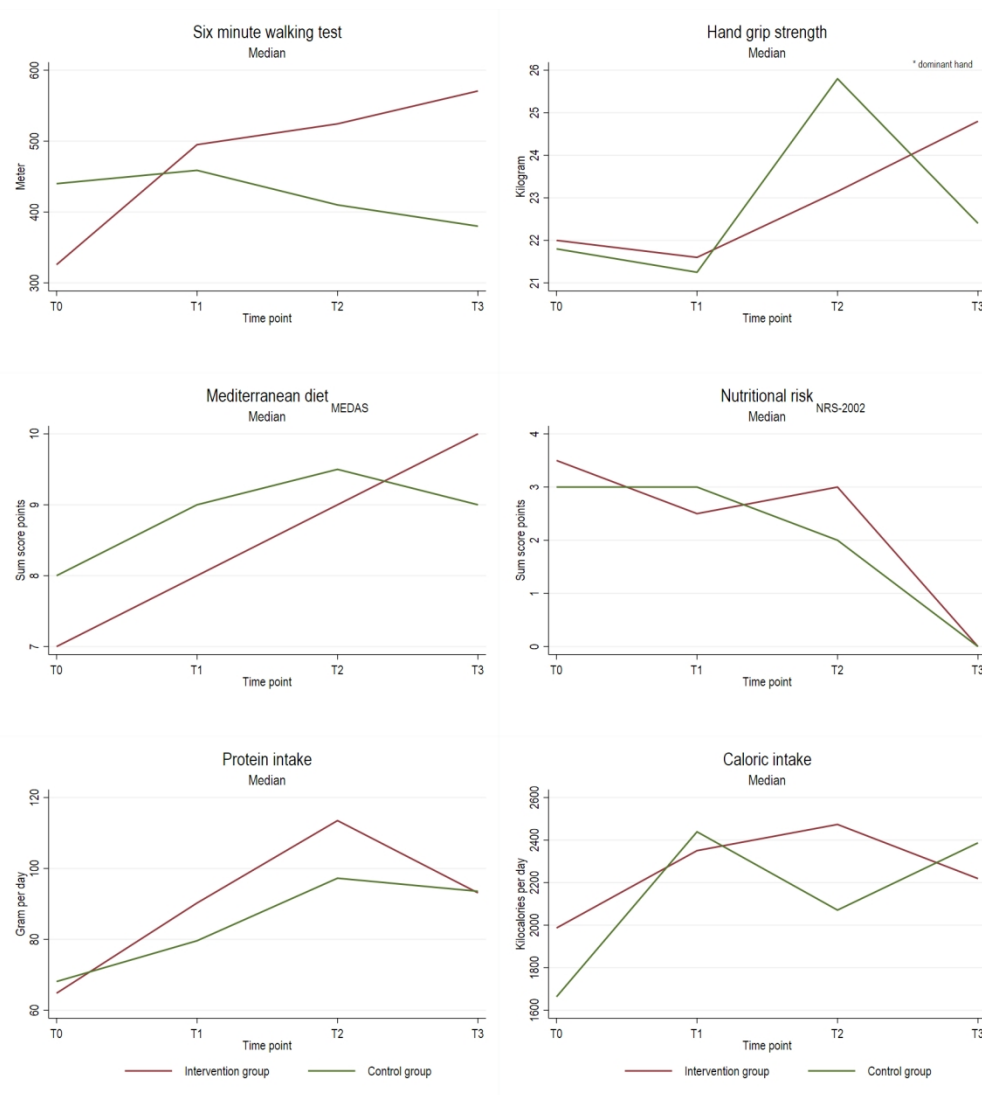 Six minute walking test
Median
600
500
400
300
Meter
T0 T1 T2 T3
Time point
Hand grip strength
Median
* dominant hand
26
25
24
23
22
21
Kilogram
T0 T1 T2 T3
Time point
Mediterranean diet MEDAS
Median
10
9
8
7
Sum score points
T0 T1 T2 T3
Time point
Nutritional risk NRS-2002
Median
4
3
2
1
0
Sum score points
T0 T1 T2 T3
Time point
Protein intake
Median
120
100
80
60
Gram per day
T0 T1 T2 T3
Time point
Intervention group Control group
Caloric intake
Median
2600
2400
2200
2000
1800
1600
Kilocalories per day
T0 T1 T2 T3
Time point
Intervention group Control group